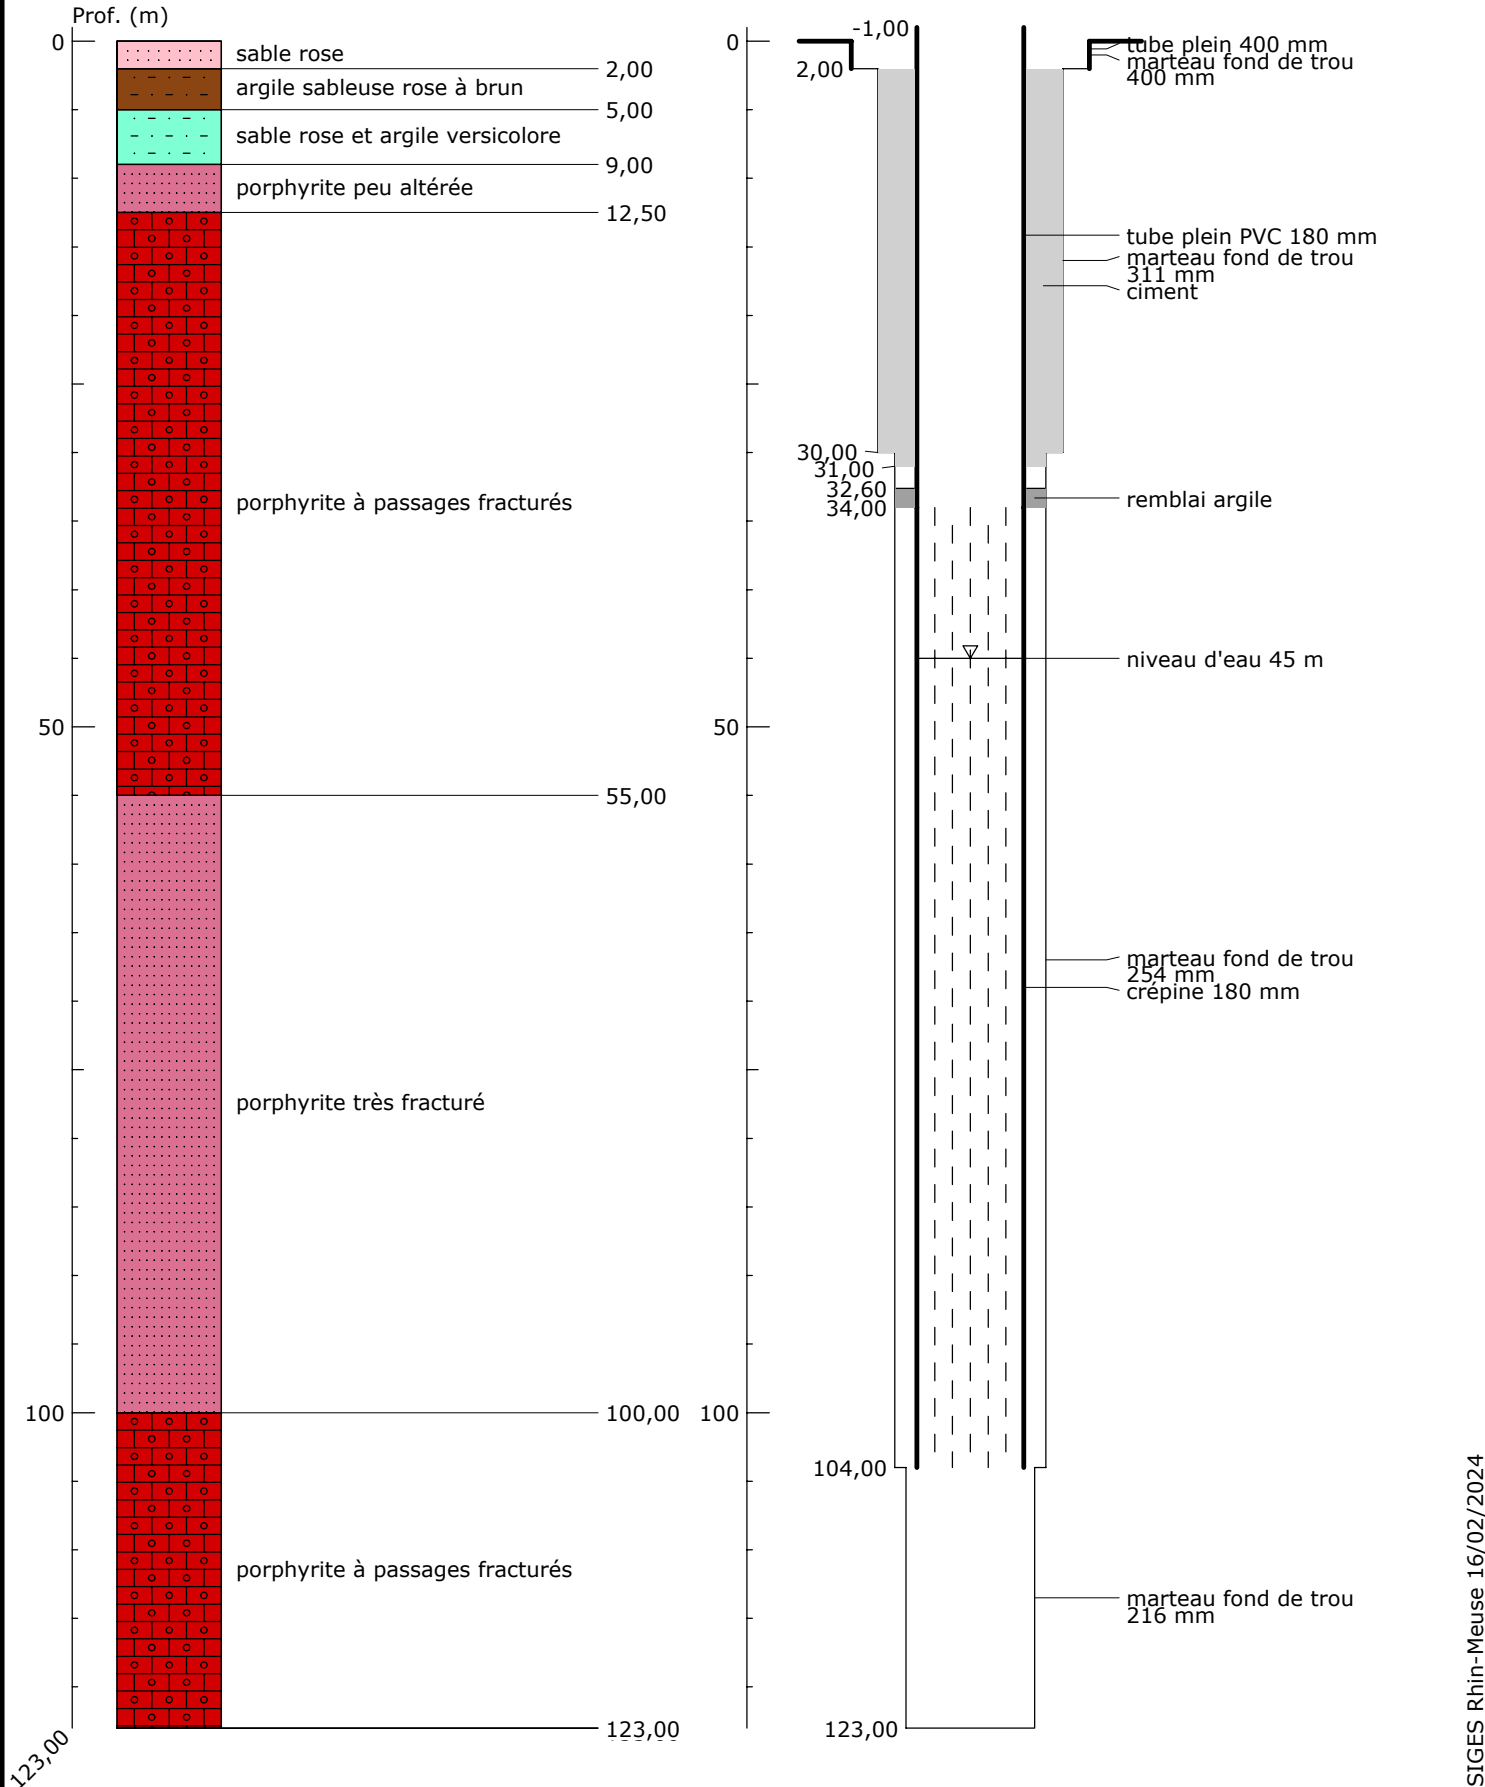 Prof. (m)
0
sable rose
2,00
argile sableuse rose à brun
5,00
sable rose et argile versicolore
9,00
porphyrite peu altérée
12,50
porphyrite à passages fracturés
50
55,00
porphyrite très fracturé
100
100,00
porphyrite à passages fracturés
123,00
123,00
0
-1,00
2,00
tube plein 400 mm
marteau fond de trou
400 mm
tube plein PVC 180 mm
marteau fond de trou
311 mm
ciment
30,00
31,00
32,60
34,00
remblai argile
niveau d'eau 45 m
50
marteau fond de trou
254 mm
crépine 180 mm
100
104,00
marteau fond de trou
216 mm
123,00
SIGES Rhin-Meuse 16/02/2024